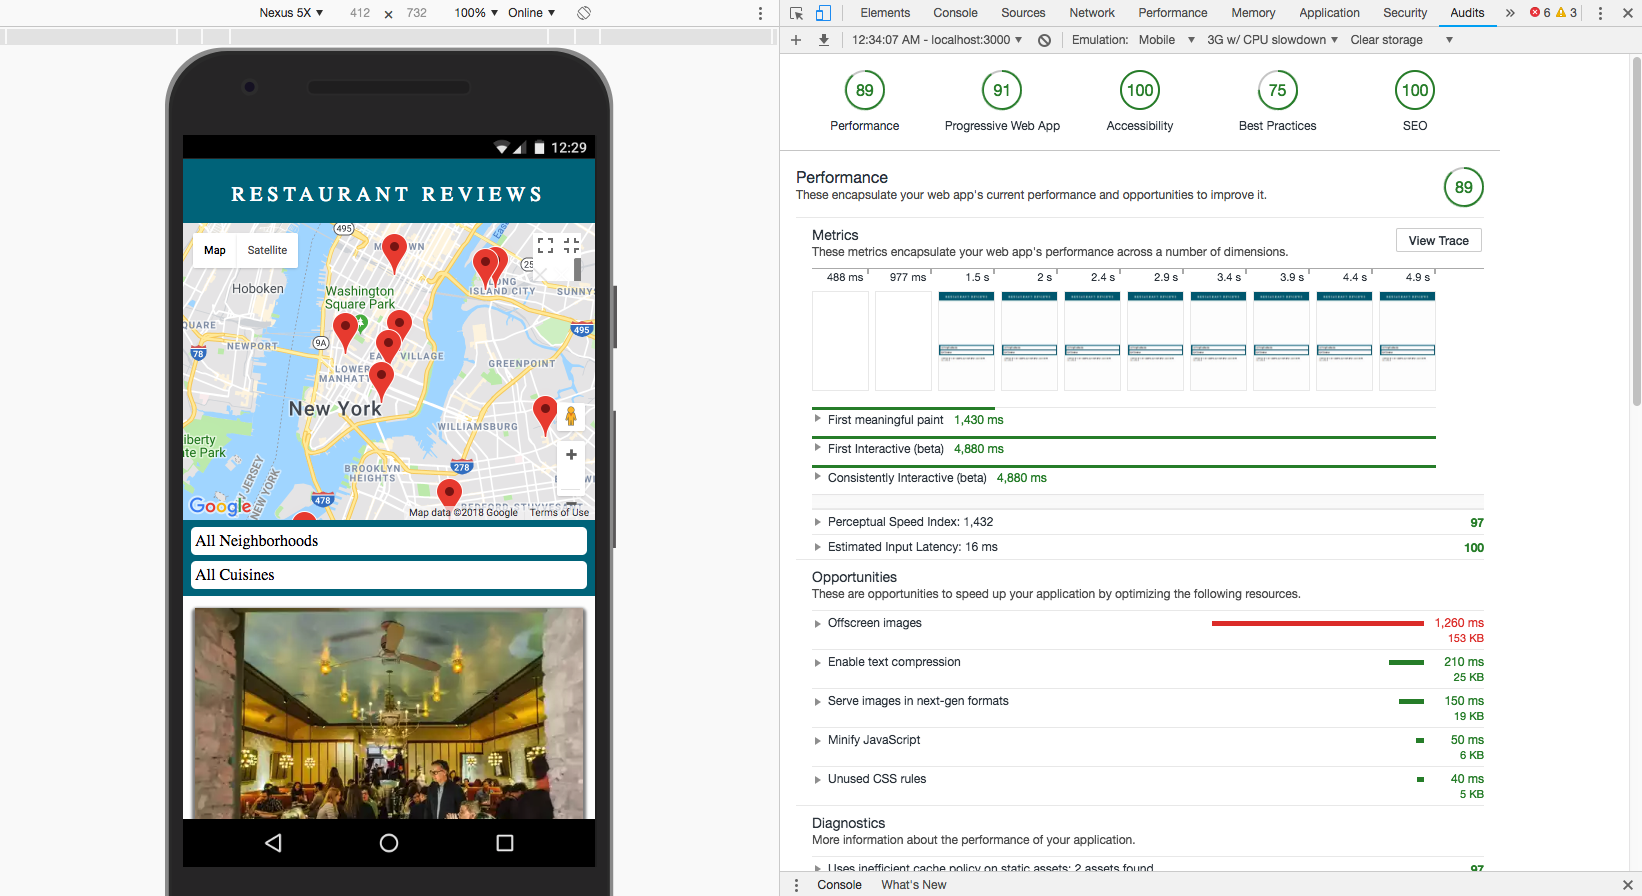 Nexus 5X ▼ 412 × 732 100% ▼ Online ▼
12:29
RESTAURANT REVIEWS
Map Satellite
495
Hoboken
Washington
Square Park
LONG
ISLAND CITY
SUNNYS
QUARE
NEWPORT
78
9A
495
EAST VILLAGE
GREENPOINT
LOWER
MANHATT
New York
WILLIAMSBURG
iberty
te Park
JERSEY
NEW YORK
BROOKLYN
HEIGHTS
278
478
Google
Map data ©2018 Google Terms of Use
All Neighborhoods
All Cuisines
Elements Console Sources Network Performance Memory Application Security Audits » 6 3
12:34:07 AM - localhost:3000 ▼ Emulation: Mobile ▼ 3G w/ CPU slowdown ▼ Clear storage ▼
89 91 100 75 100
Performance Progressive Web App Accessibility Best Practices SEO
Performance
These encapsulate your web app's current performance and opportunities to improve it.
89
Metrics
These metrics encapsulate your web app's performance across a number of dimensions.
View Trace
488 ms 977 ms 1.5 s 2 s 2.4 s 2.9 s 3.4 s 3.9 s 4.4 s 4.9 s
First meaningful paint 1,430 ms
First Interactive (beta) 4,880 ms
Consistently Interactive (beta) 4,880 ms
Perceptual Speed Index: 1,432 97
Estimated Input Latency: 16 ms 100
Opportunities
These are opportunities to speed up your application by optimizing the following resources.
Offscreen images 1,260 ms
153 KB
Enable text compression 210 ms
25 KB
Serve images in next-gen formats 150 ms
19 KB
Minify JavaScript 50 ms
6 KB
Unused CSS rules 40 ms
5 KB
Diagnostics
More information about the performance of your application.
Uses inefficient cache policy on static assets: 2 assets found 97
Console What's New